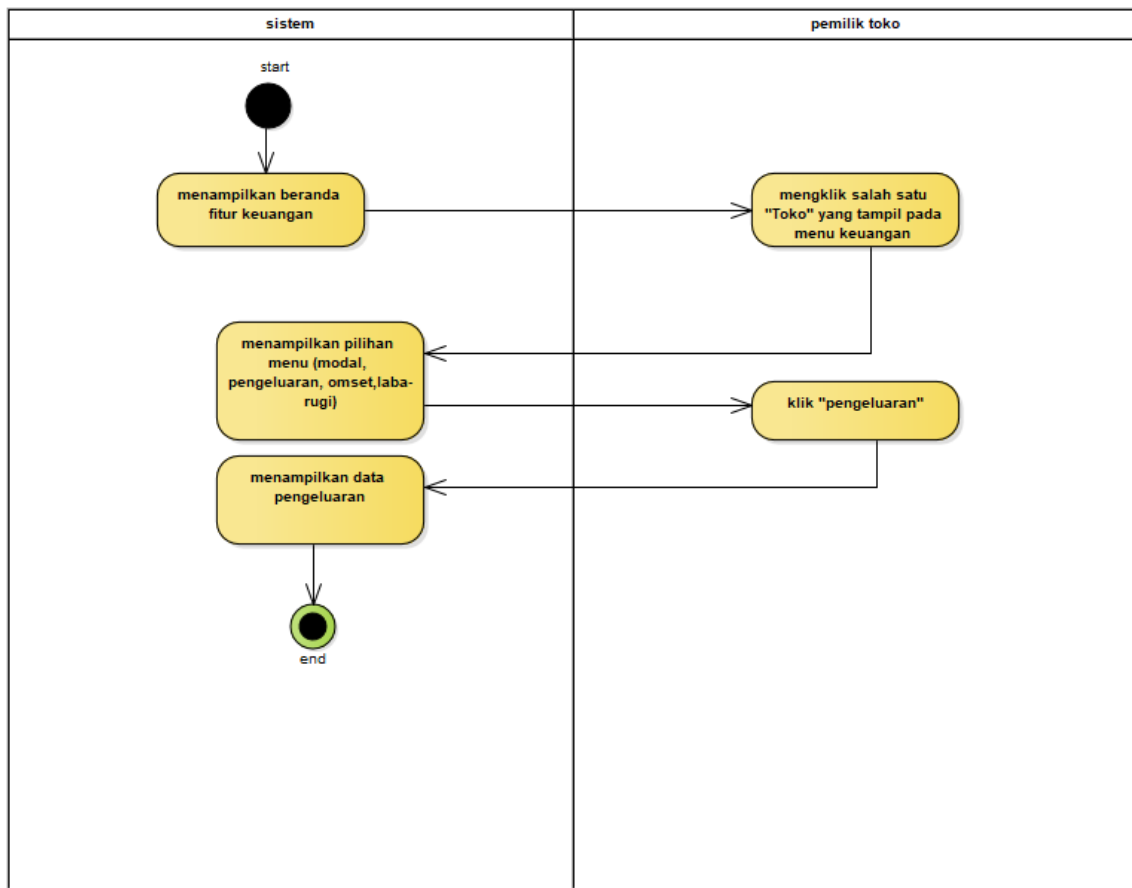 sistem
pemilik toko
start
menampilkan beranda
fitur keuangan
mengklik salah satu
"Toko" yang tampil pada
menu keuangan
menampilkan pilihan
menu (modal,
pengeluaran, omset,laba-
rugi)
klik "pengeluaran"
menampilkan data
pengeluaran
end